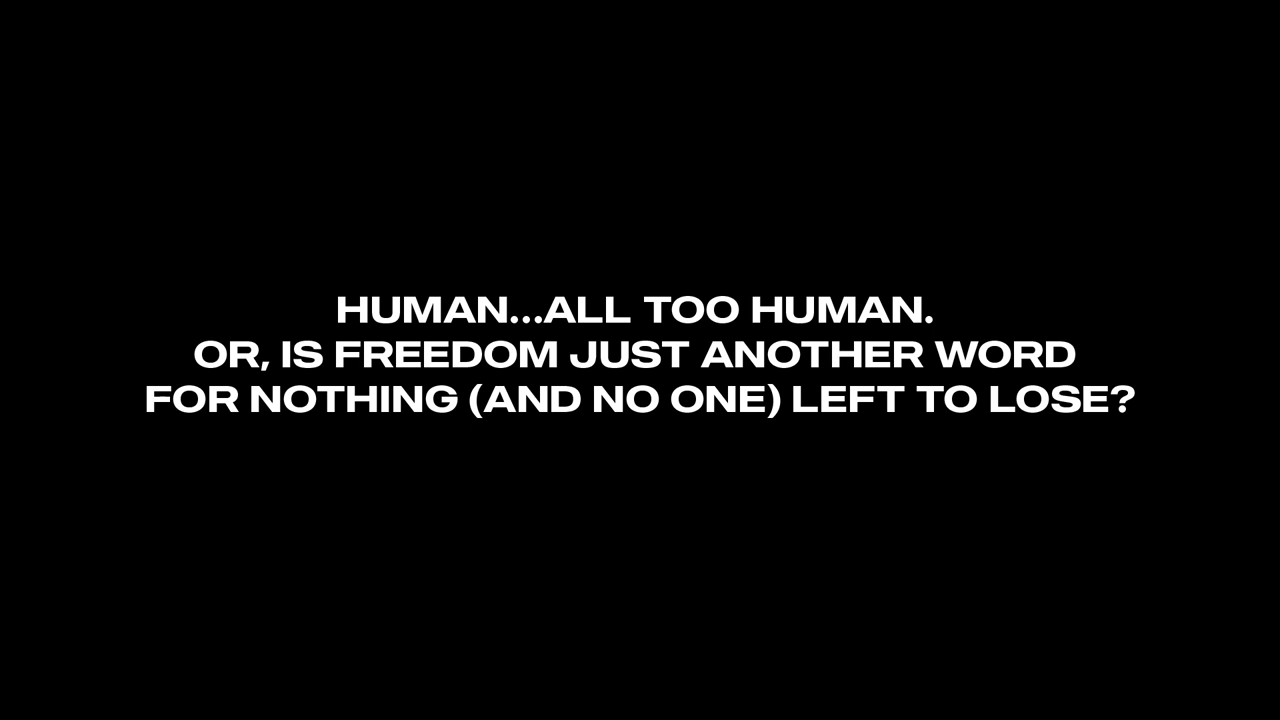 HUMAN...ALL TOO HUMAN.
OR, IS FREEDOM JUST ANOTHER WORD
FOR NOTHING (AND NO ONE) LEFT TO LOSE?